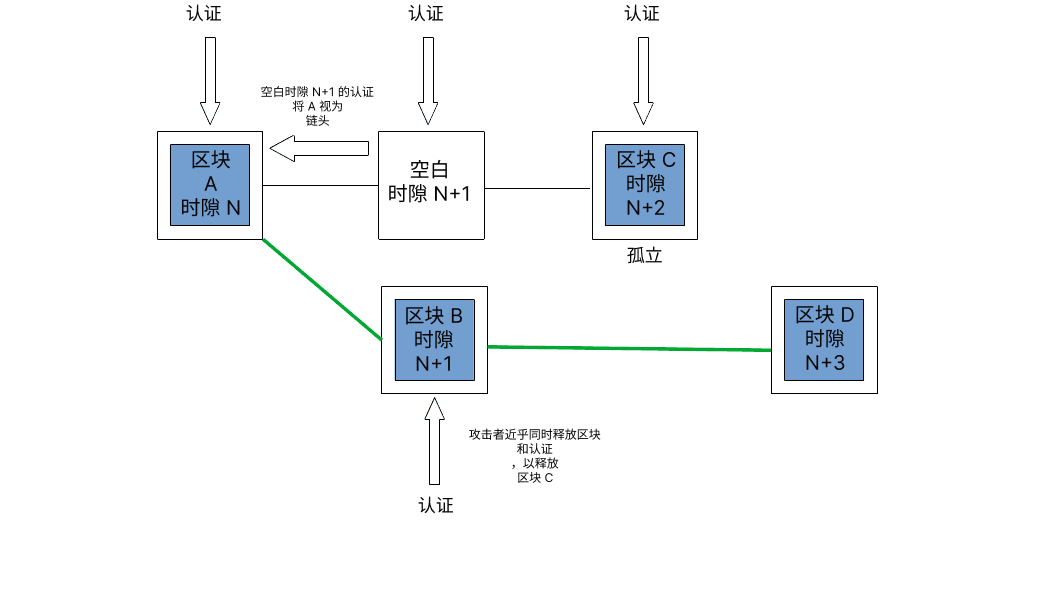 认证
认证
认证
空白时隙 N+1 的认证
将 A 视为
链头
区块
A
时隙 N
空白
时隙 N+1
区块 C
时隙
N+2
孤立
区块 B
时隙
N+1
区块 D
时隙
N+3
攻击者近乎同时释放区块
和认证
，以释放
区块 C
认证